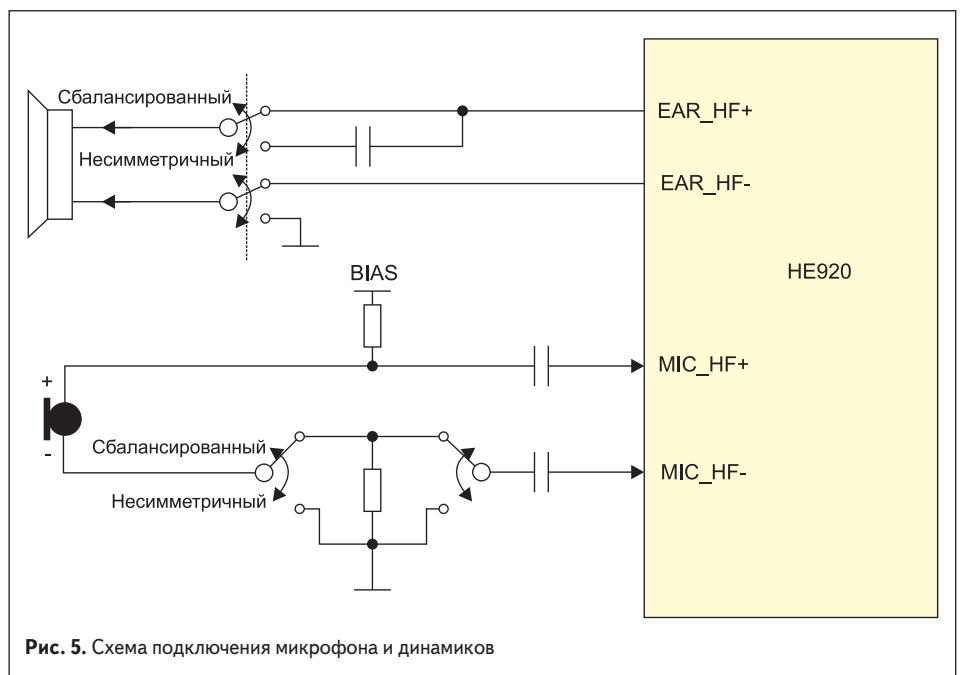 Сбалансированный
EAR_HF+
Несимметричный
EAR_HF-
HE920
BIAS
MIC_HF+
+
-
Сбалансированный
MIC_HF-
Несимметричный
Рис. 5. Схема подключения микрофона и динамиков